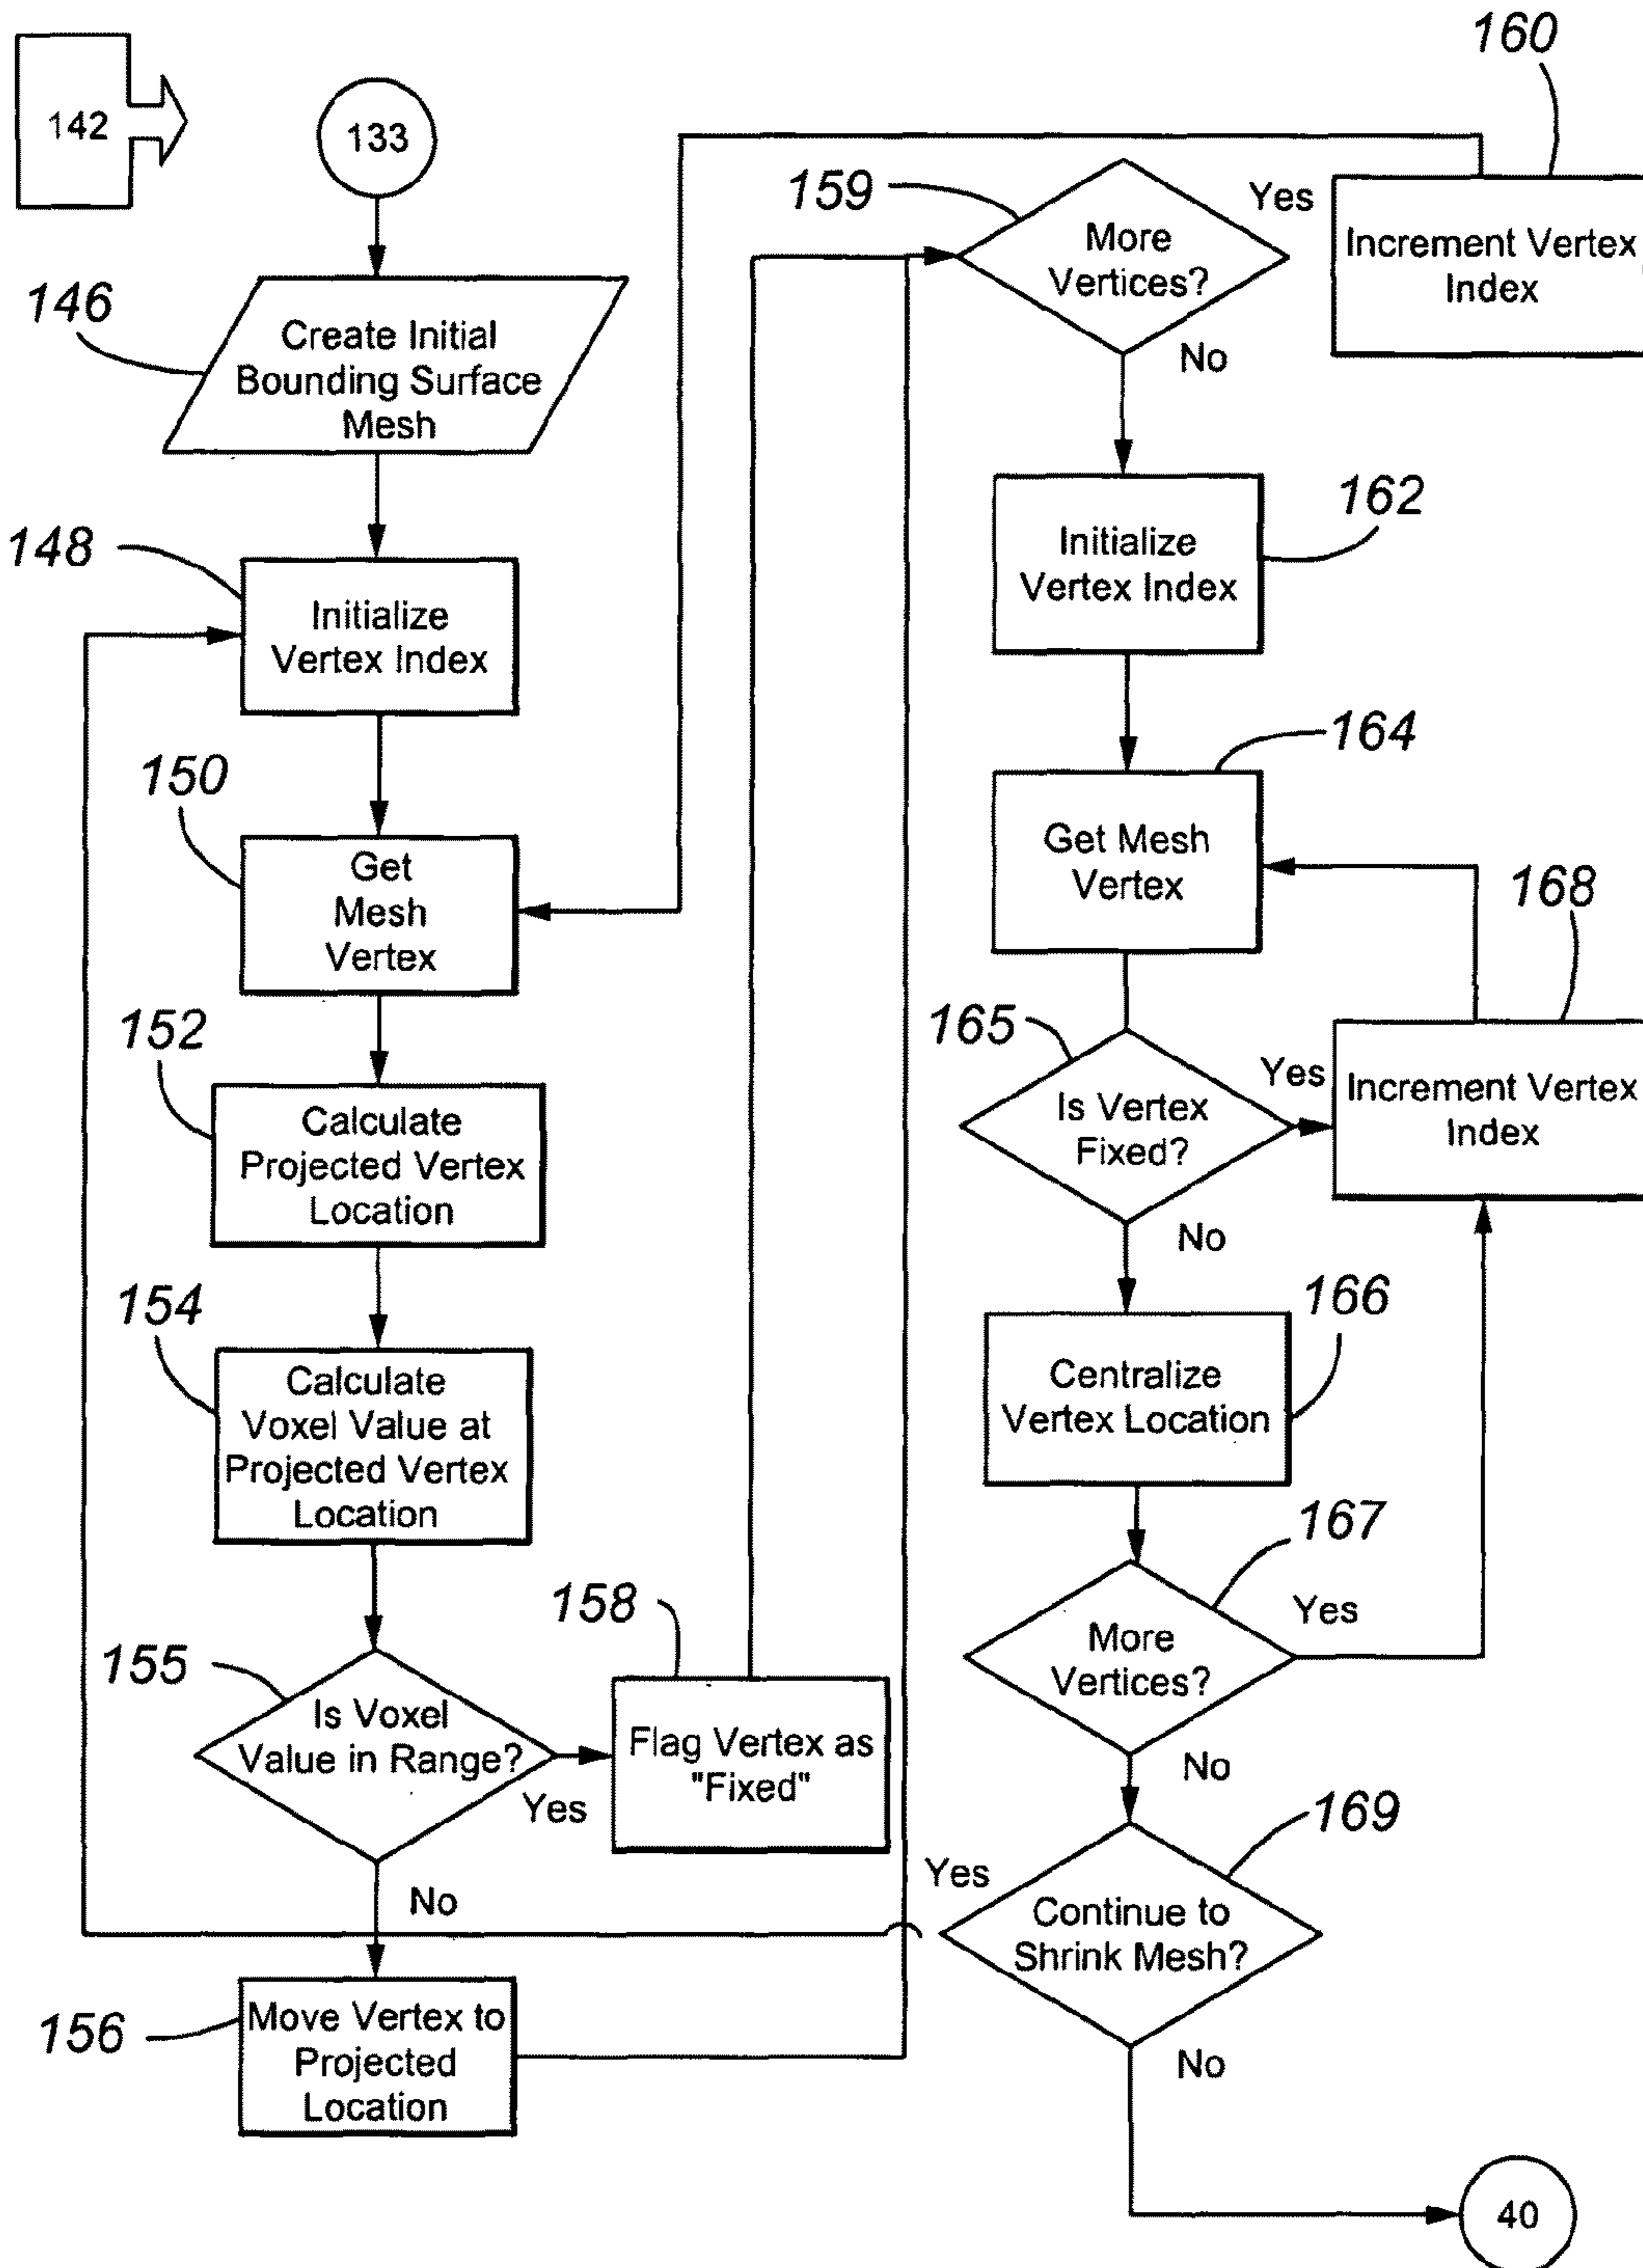 142
133
146
Create Initial
Bounding Surface
Mesh
148
Initialize
Vertex Index
150
Get
Mesh
Vertex
152
Calculate
Projected Vertex
Location
154
Calculate
Voxel Value at
Projected Vertex
Location
155
Is Voxel
Value in Range?
Yes
No
158
Flag Vertex as
"Fixed"
156
Move Vertex to
Projected
Location
159
More
Vertices?
Yes
No
160
Increment Vertex
Index
162
Initialize
Vertex Index
164
Get Mesh
Vertex
165
Is Vertex
Fixed?
Yes
No
168
Increment Vertex
Index
166
Centralize
Vertex Location
167
More
Vertices?
Yes
No
169
Continue to
Shrink Mesh?
Yes
No
40